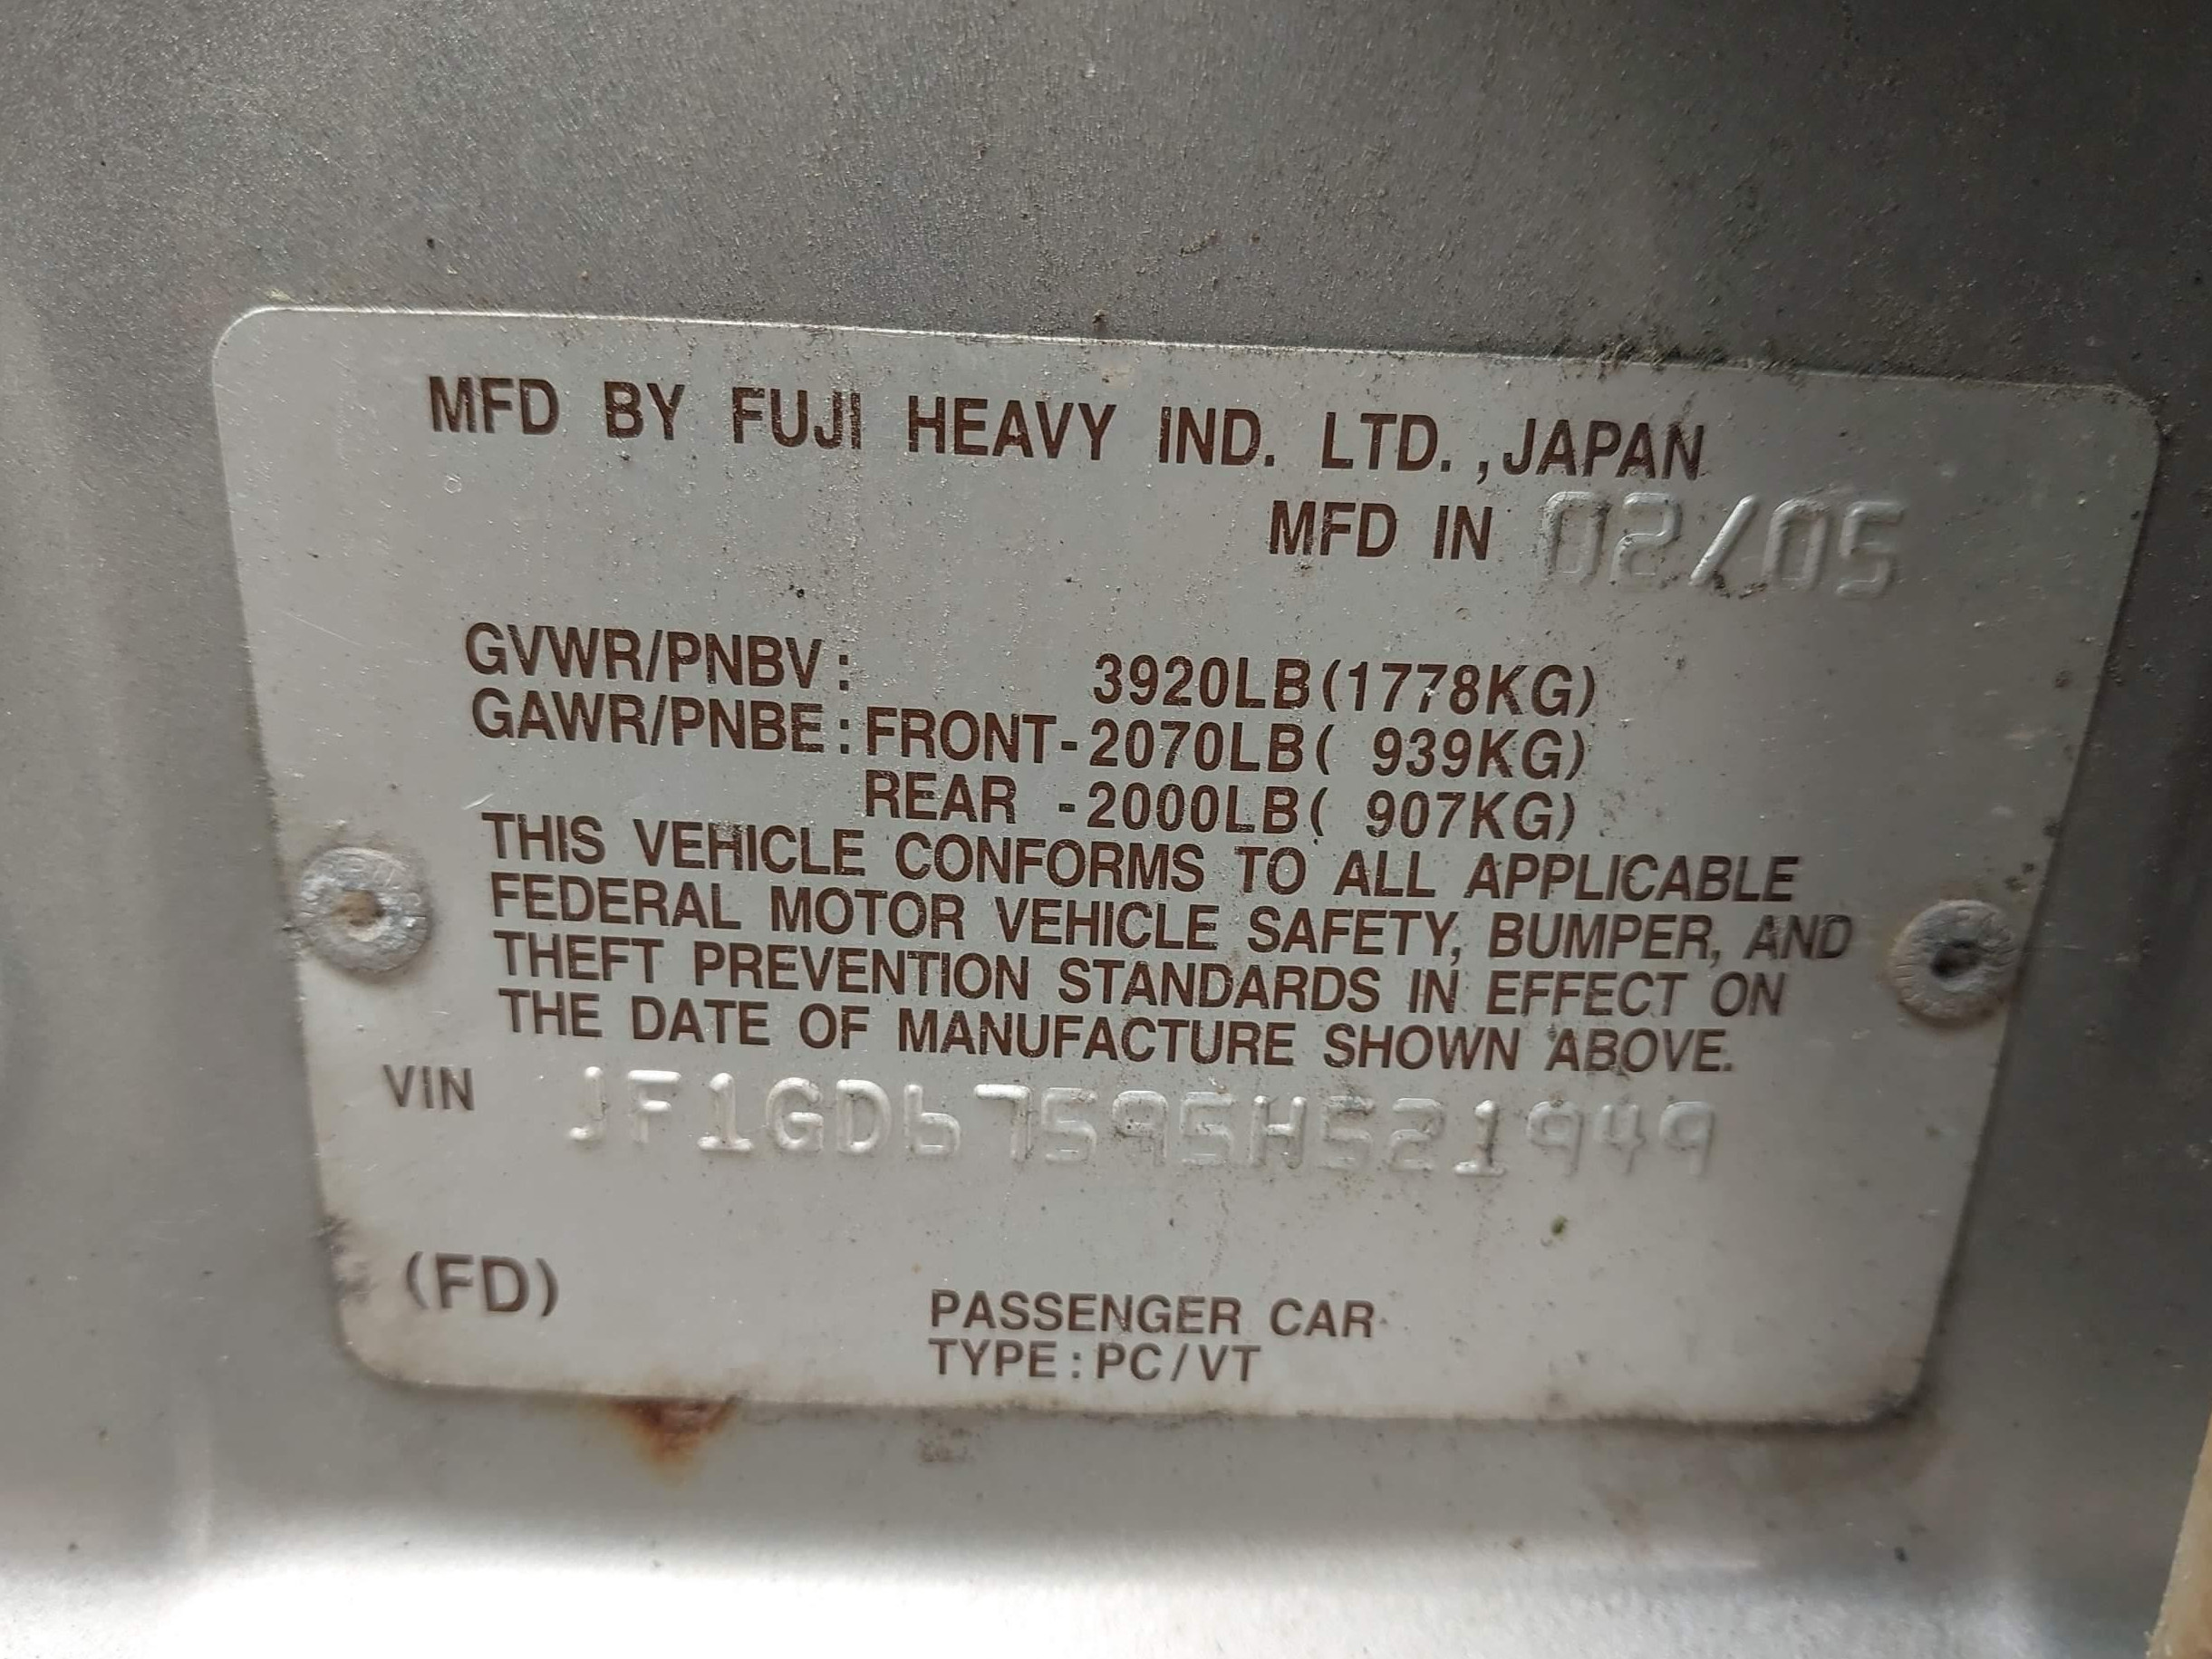 MFD BY FUJI HEAVY IND. LTD.,JAPAN
MFD IN 02/05
GVWR/PNBV: 3920LB(1778KG)
GAWR/PNBE:FRONT-2070LB( 939KG)
REAR -2000LB( 907KG)
THIS VEHICLE CONFORMS TO ALL APPLICABLE
FEDERAL MOTOR VEHICLE SAFETY, BUMPER, AND
THEFT PREVENTION STANDARDS IN EFFECT ON
THE DATE OF MANUFACTURE SHOWN ABOVE.
VIN JF1GD67595H521949
(FD)
PASSENGER CAR
TYPE:PC/VT